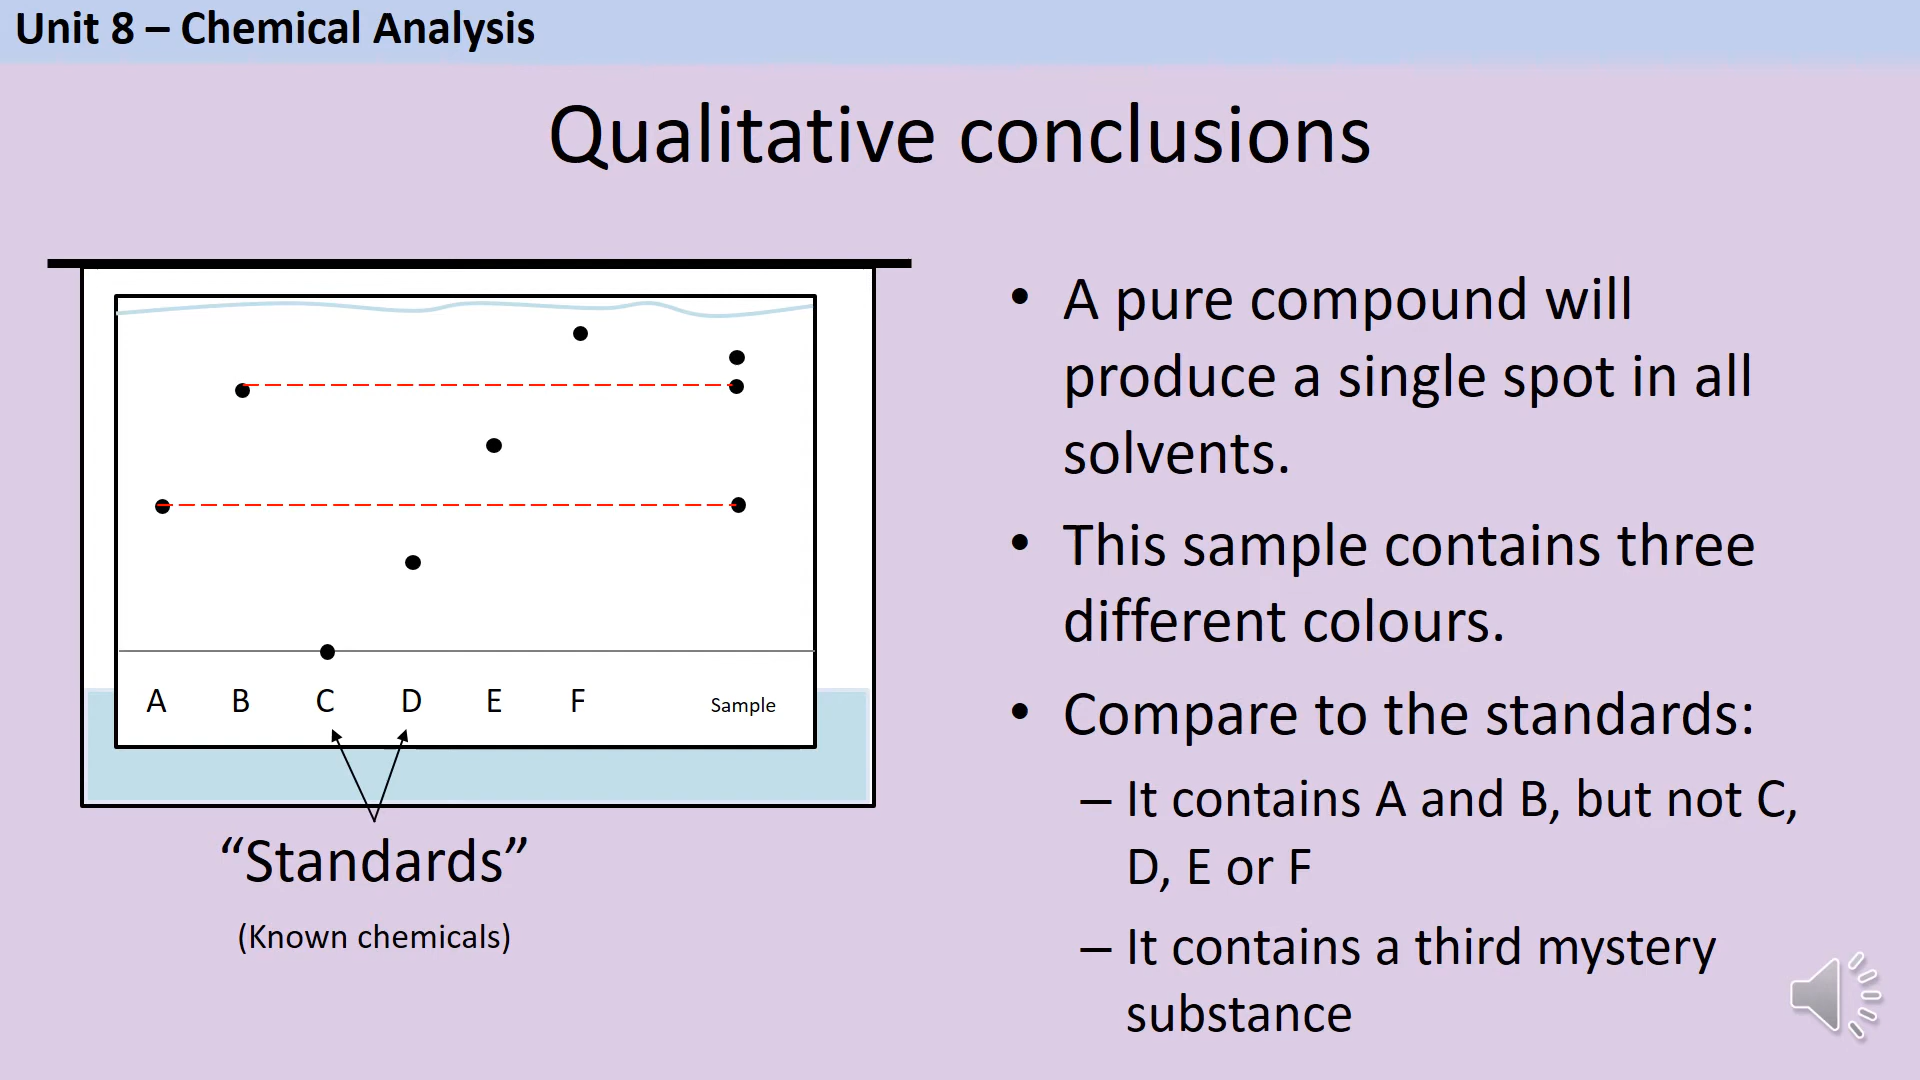 Unit 8 – Chemical Analysis
Qualitative conclusions
A B C D E F Sample
“Standards”
(Known chemicals)
• A pure compound will
produce a single spot in all
solvents.
• This sample contains three
different colours.
• Compare to the standards:
– It contains A and B, but not C,
D, E or F
– It contains a third mystery
substance